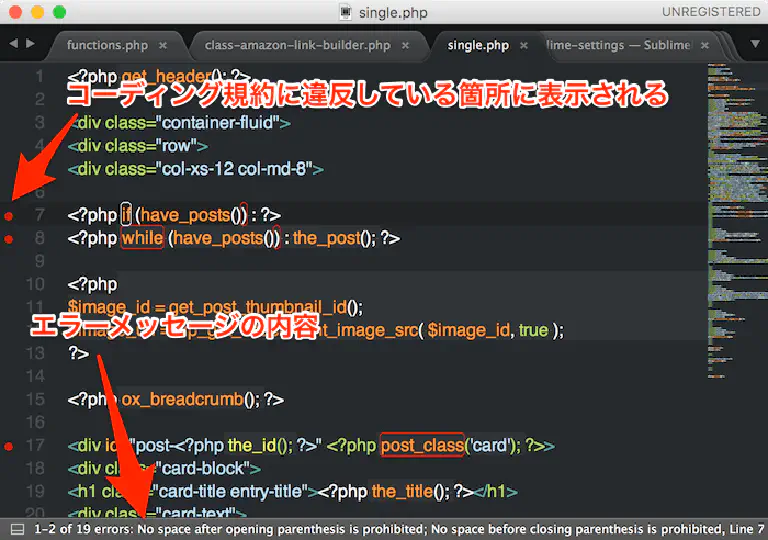 single.php
UNREGISTERED
functions.php × class-amazon-link-builder.php × single.php × lime-settings — Sublime ×
1 <?php get_header(); ?>
コーディング規約に違反している箇所に表示される
2
3 <div class="container-fluid">
4 <div class="row">
5 <div class="col-xs-12 col-md-8">
6
7 <?php if (have_posts()) : ?>
8 <?php while (have_posts()) : the_post(); ?>
9
10 <?php
11 $image_id = get_post_thumbnail_id();
エラーメッセージの内容
t_image_src( $image_id, true );
13 ?>
14
15 <?php ox_breadcrumb(); ?>
16
17 <div id "post-<?php the_id(); ?>" <?php post_class('card'); ?>>
18 <div class="card-block">
19 <h1 cl ="card-title entry-title"><?php the_title(); ?></h1>
20 <div class="card-text">
1-2 of 19 errors: No space after opening parenthesis is prohibited; No space before closing parenthesis is prohibited, Line 7